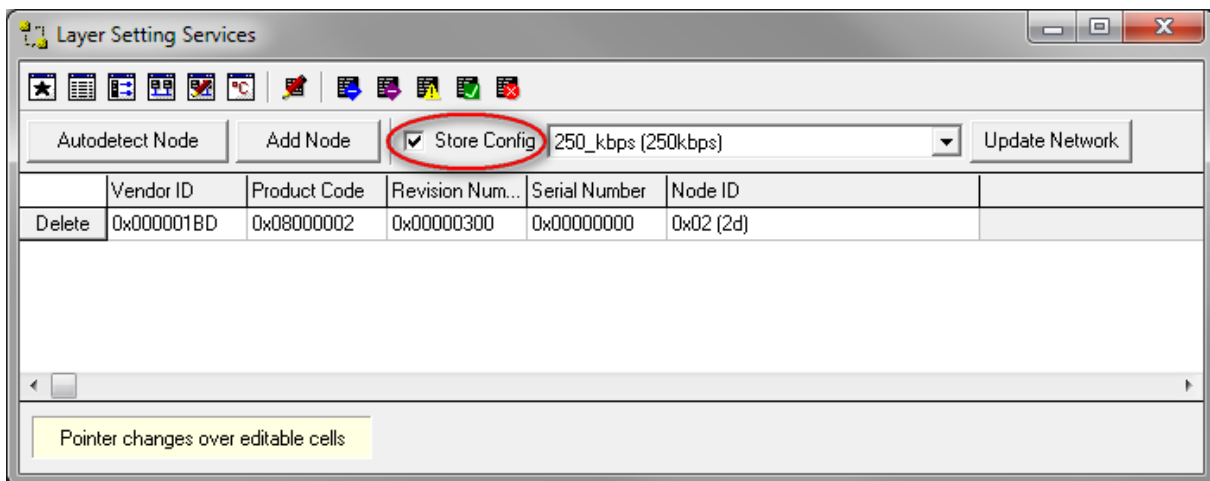 Layer Setting Services
°C
Autodetect Node Add Node Store Config 250_kbps (250kbps) Update Network
Vendor ID Product Code Revision Num... Serial Number Node ID
Delete 0x000001BD 0x08000002 0x00000300 0x00000000 0x02 (2d)
Pointer changes over editable cells